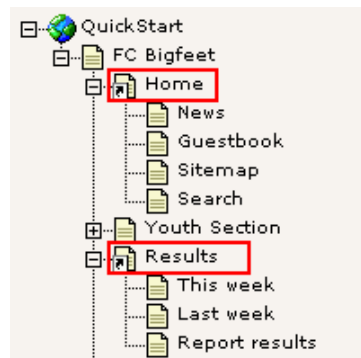 QuickStart
FC Bigfeet
Home
News
Guestbook
Sitemap
Search
Youth Section
Results
This week
Last week
Report results